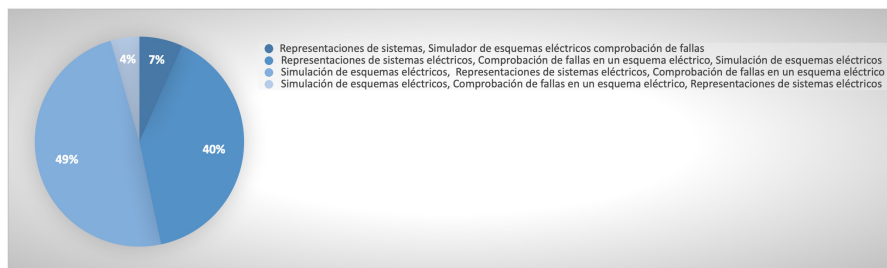 4%
7%
40%
49%
Representaciones de sistemas, Simulador de esquemas eléctricos comprobación de fallas
Representaciones de sistemas eléctricos, Comprobación de fallas en un esquema eléctrico, Simulación de esquemas eléctricos
Simulación de esquemas eléctricos, Representaciones de sistemas eléctricos, Comprobación de fallas en un esquema eléctrico
Simulación de esquemas eléctricos, Comprobación de fallas en un esquema eléctrico, Representaciones de sistemas eléctricos